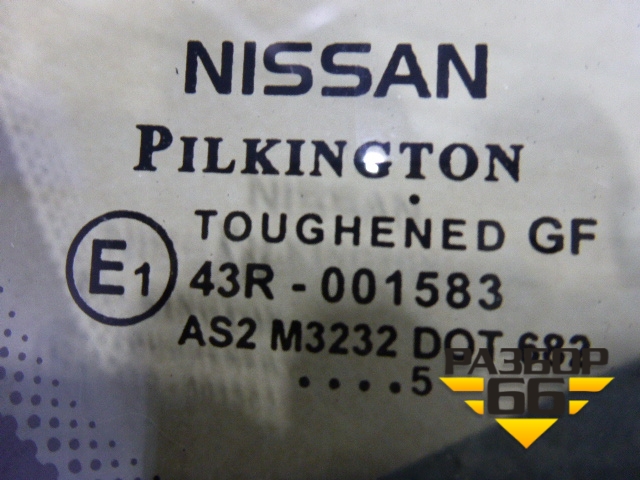 NISSAN
PILKINGTON
TOUGHENED GF
E1
43R - 001583
AS2 M3232 DOT 682
....5
РАЗБОР
66